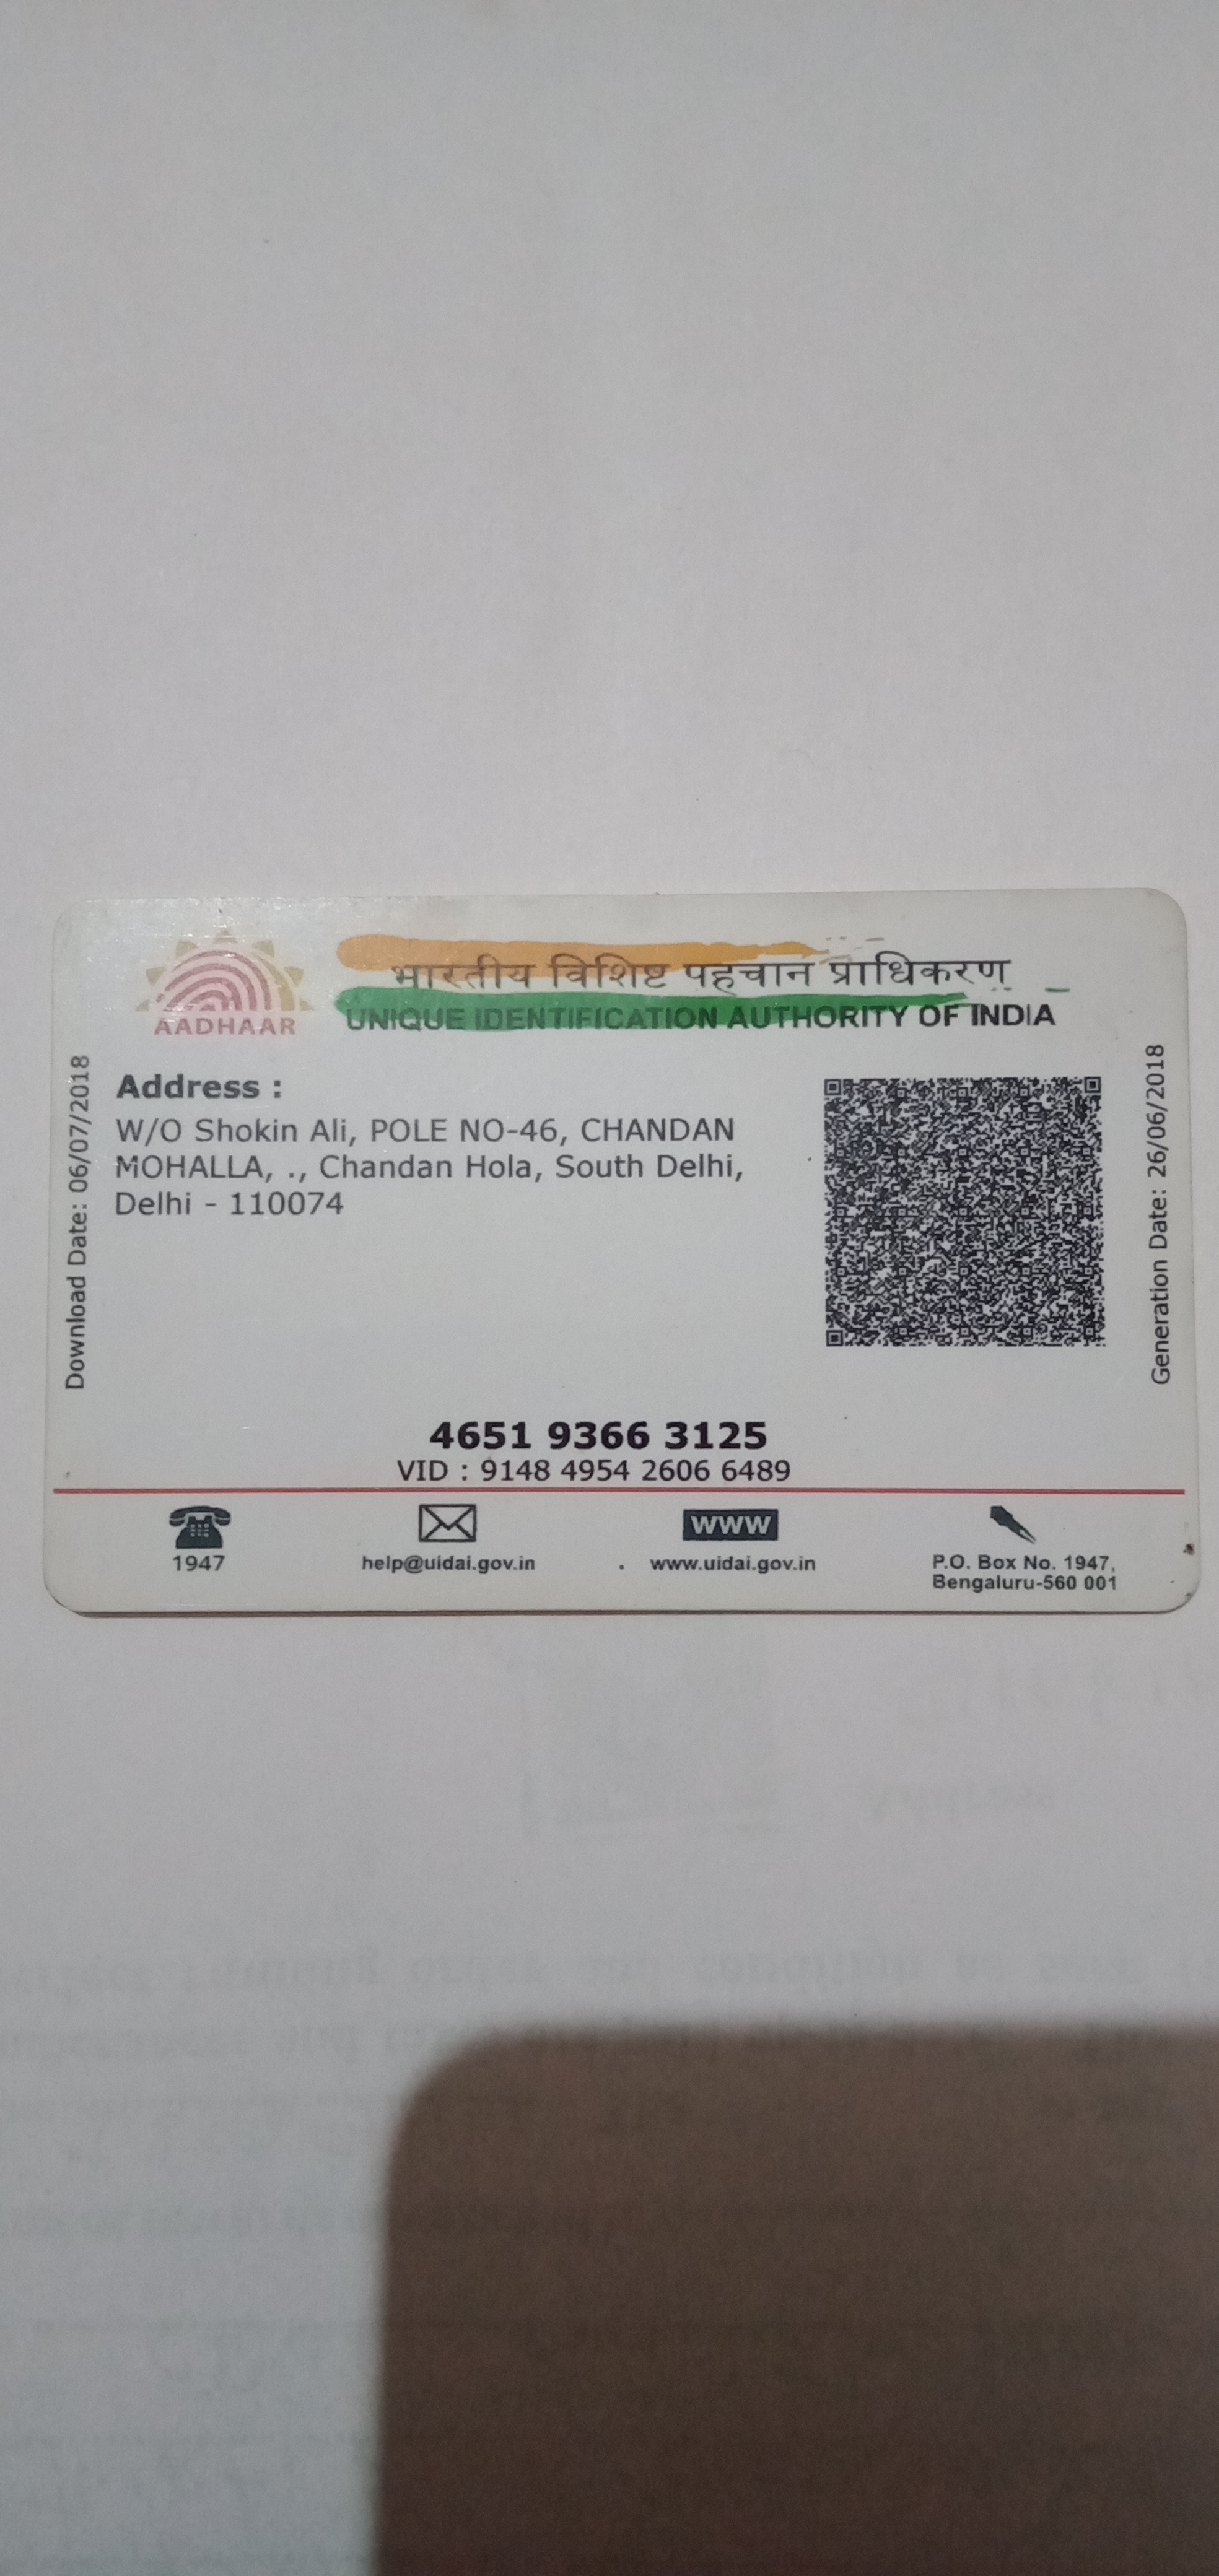 भारतीय विशिष्ट पहचान प्राधिकरण
UNIQUE IDENTIFICATION AUTHORITY OF INDIA
AADHAAR
Download Date: 06/07/2018
Address :
W/O Shokin Ali, POLE NO-46, CHANDAN
MOHALLA, ., Chandan Hola, South Delhi,
Delhi - 110074
Generation Date: 26/06/2018
4651 9366 3125
VID : 9148 4954 2606 6489
1947
help@uidai.gov.in
www
www.uidai.gov.in
P.O. Box No. 1947,
Bengaluru-560 001